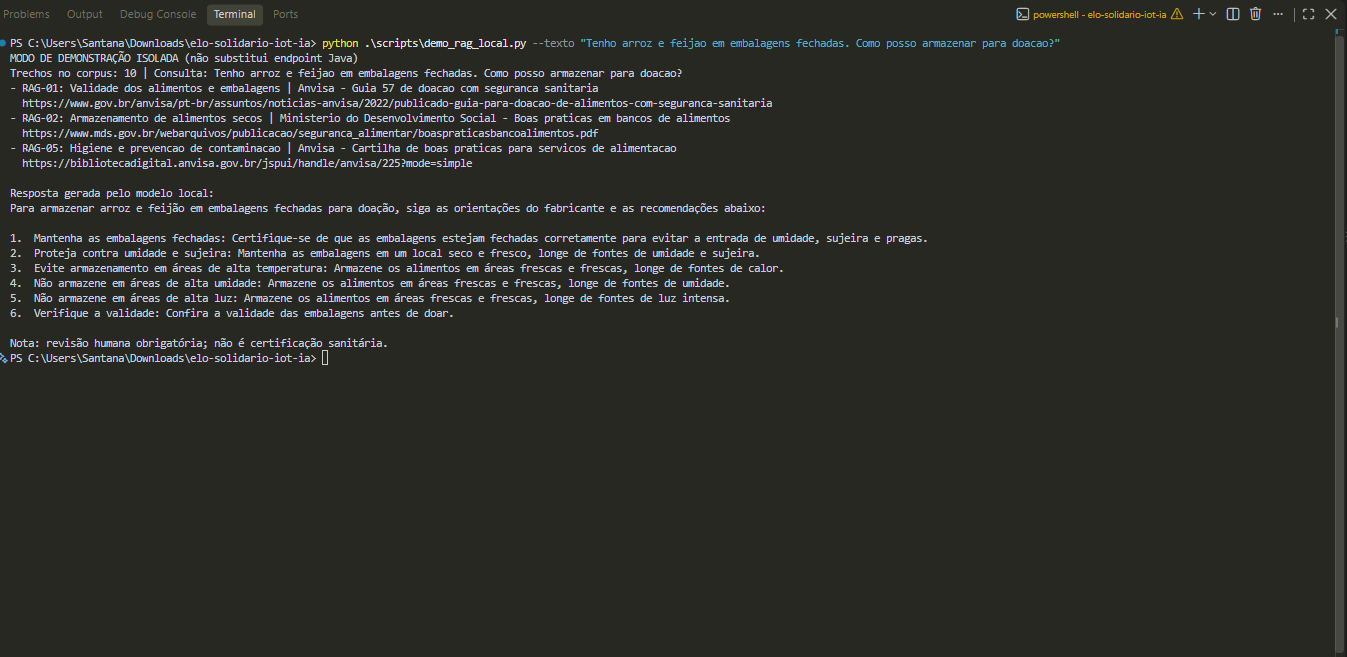 Problems Output Debug Console Terminal Ports powershell - elo-solidario-iot-ia
PS C:\Users\Santana\Downloads\elo-solidario-iot-ia> python .\scripts\demo_rag_local.py --texto "Tenho arroz e feijao em embalagens fechadas. Como posso armazenar para doacao?"
MODO DE DEMONSTRAÇÃO ISOLADA (não substitui endpoint Java)
Trechos no corpus: 10 | Consulta: Tenho arroz e feijao em embalagens fechadas. Como posso armazenar para doacao?
- RAG-01: Validade dos alimentos e embalagens | Anvisa - Guia 57 de doacao com seguranca sanitaria
https://www.gov.br/anvisa/pt-br/assuntos/noticias-anvisa/2022/publicado-guia-para-doacao-de-alimentos-com-seguranca-sanitaria
- RAG-02: Armazenamento de alimentos secos | Ministerio do Desenvolvimento Social - Boas praticas em bancos de alimentos
https://www.mds.gov.br/webarquivos/publicacao/seguranca_alimentar/boaspraticasbancoalimentos.pdf
- RAG-05: Higiene e prevencao de contaminacao | Anvisa - Cartilha de boas praticas para servicos de alimentacao
https://bibliotecadigital.anvisa.gov.br/jspui/handle/anvisa/225?mode=simple
Resposta gerada pelo modelo local:
Para armazenar arroz e feijão em embalagens fechadas para doação, siga as orientações do fabricante e as recomendações abaixo:
1. Mantenha as embalagens fechadas: Certifique-se de que as embalagens estejam fechadas corretamente para evitar a entrada de umidade, sujeira e pragas.
2. Proteja contra umidade e sujeira: Mantenha as embalagens em um local seco e fresco, longe de fontes de umidade e sujeira.
3. Evite armazenamento em áreas de alta temperatura: Armazene os alimentos em áreas frescas e frescas, longe de fontes de calor.
4. Não armazene em áreas de alta umidade: Armazene os alimentos em áreas frescas e frescas, longe de fontes de umidade.
5. Não armazene em áreas de alta luz: Armazene os alimentos em áreas frescas e frescas, longe de fontes de luz intensa.
6. Verifique a validade: Confira a validade das embalagens antes de doar.
Nota: revisão humana obrigatória; não é certificação sanitária.
PS C:\Users\Santana\Downloads\elo-solidario-iot-ia>